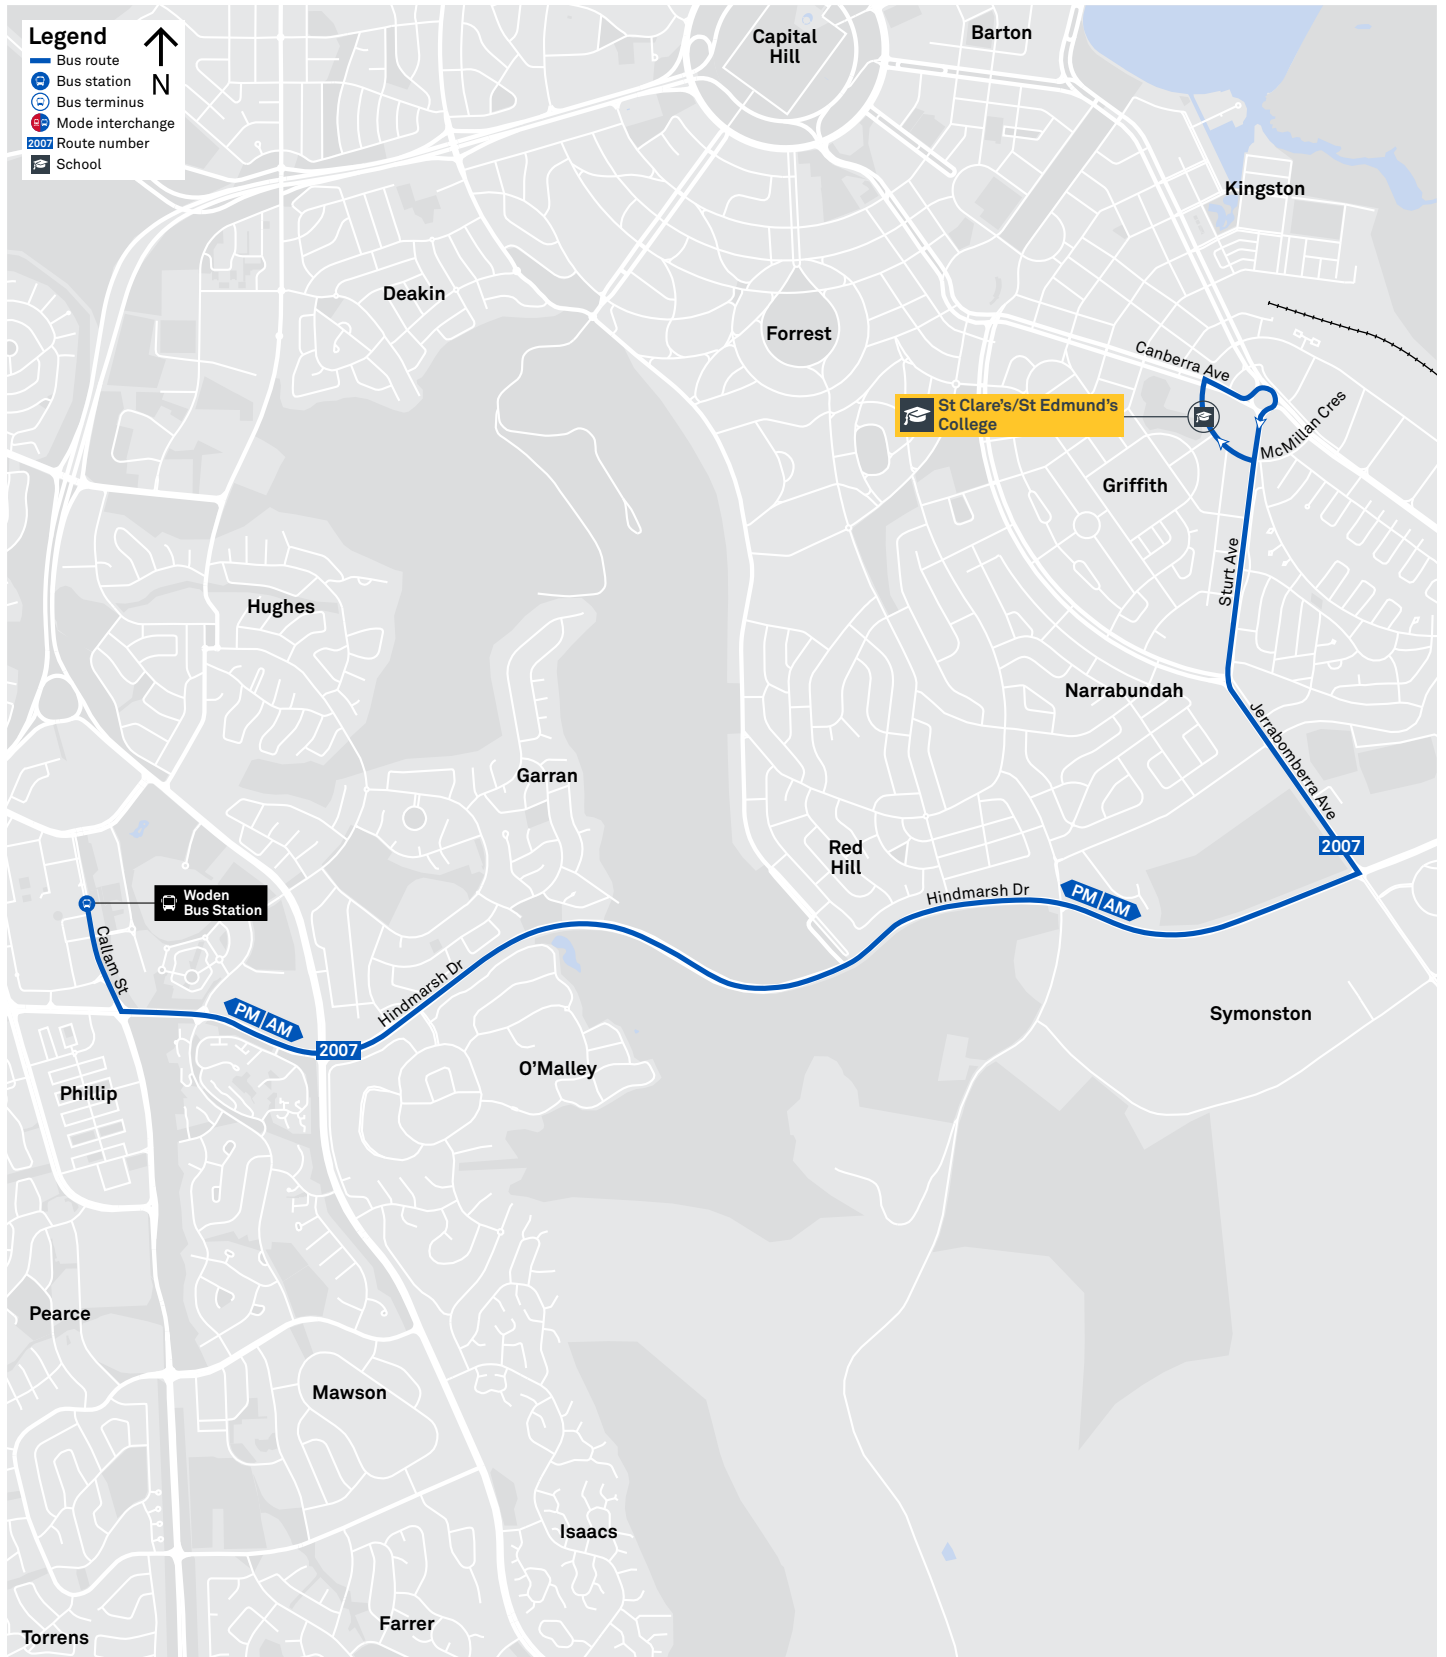 Legend
N
Bus route
Bus station
Bus terminus
Mode interchange
2007 Route number
School
Capital
Hill
Barton
Kingston
Deakin
Forrest
Canberra Ave
St Clare's/St Edmund's
College
McMillan Cres
Griffith
Sturt Ave
Hughes
Narrabundah
Jerrabomberra Ave
Garran
2007
Red
Hill
Hindmarsh Dr
PM|AM
Woden
Bus Station
Callam St
Hindmarsh Dr
PM|AM
2007
Symonston
O'Malley
Phillip
Pearce
Mawson
Isaacs
Farrer
Torrens